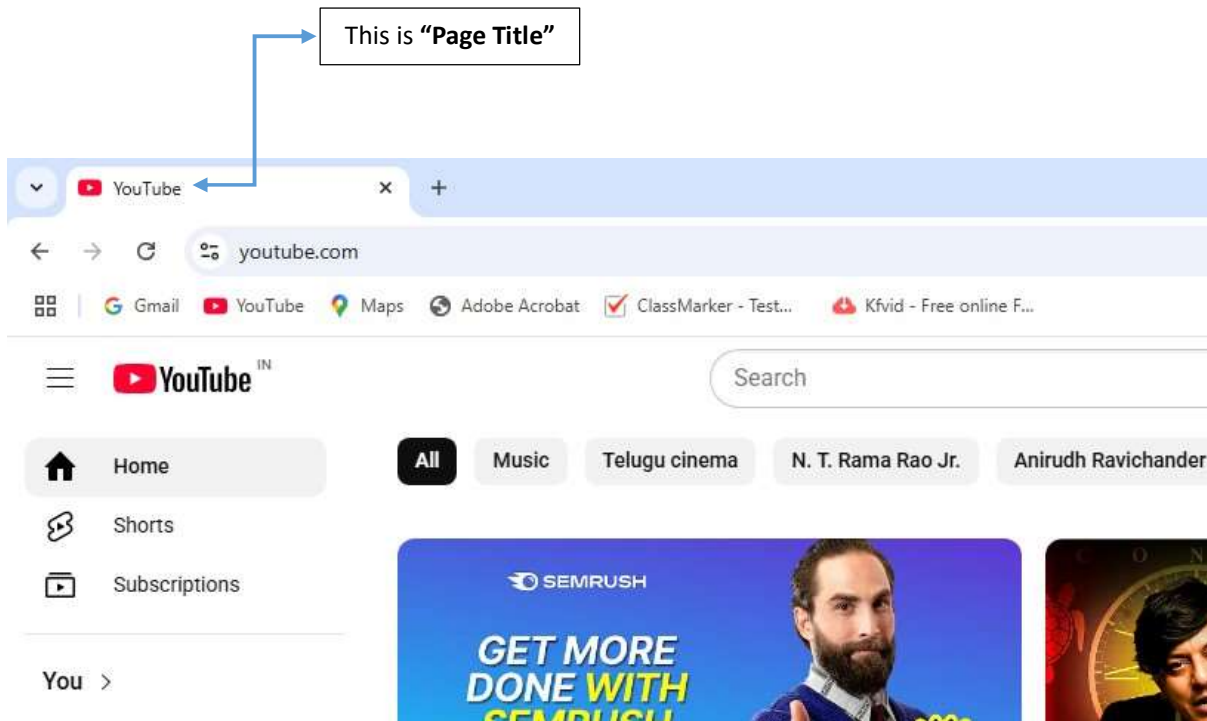 This is “Page Title”
YouTube
youtube.com
Gmail YouTube Maps Adobe Acrobat ClassMarker - Test... Kfvid - Free online F...
YouTube IN
Search
Home
All Music Telugu cinema N. T. Rama Rao Jr. Anirudh Ravichander
Shorts
Subscriptions
SEMRUSH
GET MORE
DONE WITH
SEMRUSH
You >
C O N